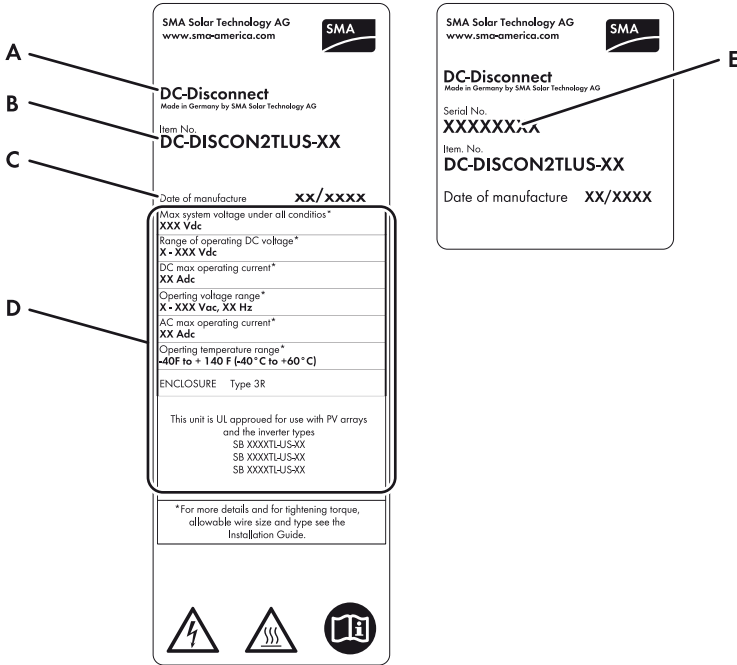 SMA Solar Technology AG
www.sma-america.com
SMA
A
DC-Disconnect
Made in Germany by SMA Solar Technology AG
B
Item No.
DC-DISCON2TLUS-XX
C
Date of manufacture xx/xxxx
D
Max system voltage under all conditios*
XXX Vdc
Range of operating DC voltage*
X - XXX Vdc
DC max operating current*
XX Adc
Operting voltage range*
X - XXX Vac, XX Hz
AC max operating current*
XX Adc
Operting temperature range*
-40F to + 140 F (-40°C to +60°C)
ENCLOSURE Type 3R
This unit is UL approued for use with PV arrays
and the inverter types
SB XXXXTL-US-XX
SB XXXXTL-US-XX
SB XXXXTL-US-XX
*For more details and for tightening torque,
allowable wire size and type see the
Installation Guide.
SMA Solar Technology AG
www.sma-america.com
SMA
E
DC-Disconnect
Made in Germany by SMA Solar Technology AG
Serial No.
XXXXXXXX
Item. No.
DC-DISCON2TLUS-XX
Date of manufacture XX/XXXX